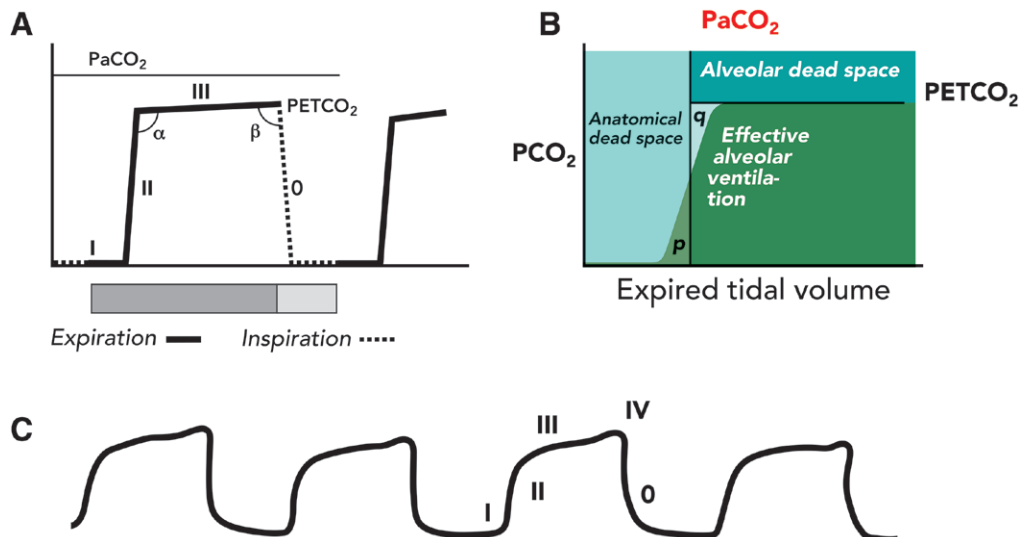 A
PaCO₂
III
PETCO₂
α
β
II
0
I
Expiration
Inspiration
B
PaCO₂
Alveolar dead space
PETCO₂
Anatomical
dead space
q
Effective
alveolar
ventila-
tion
PCO₂
p
Expired tidal volume
C
IV
III
II
0
I